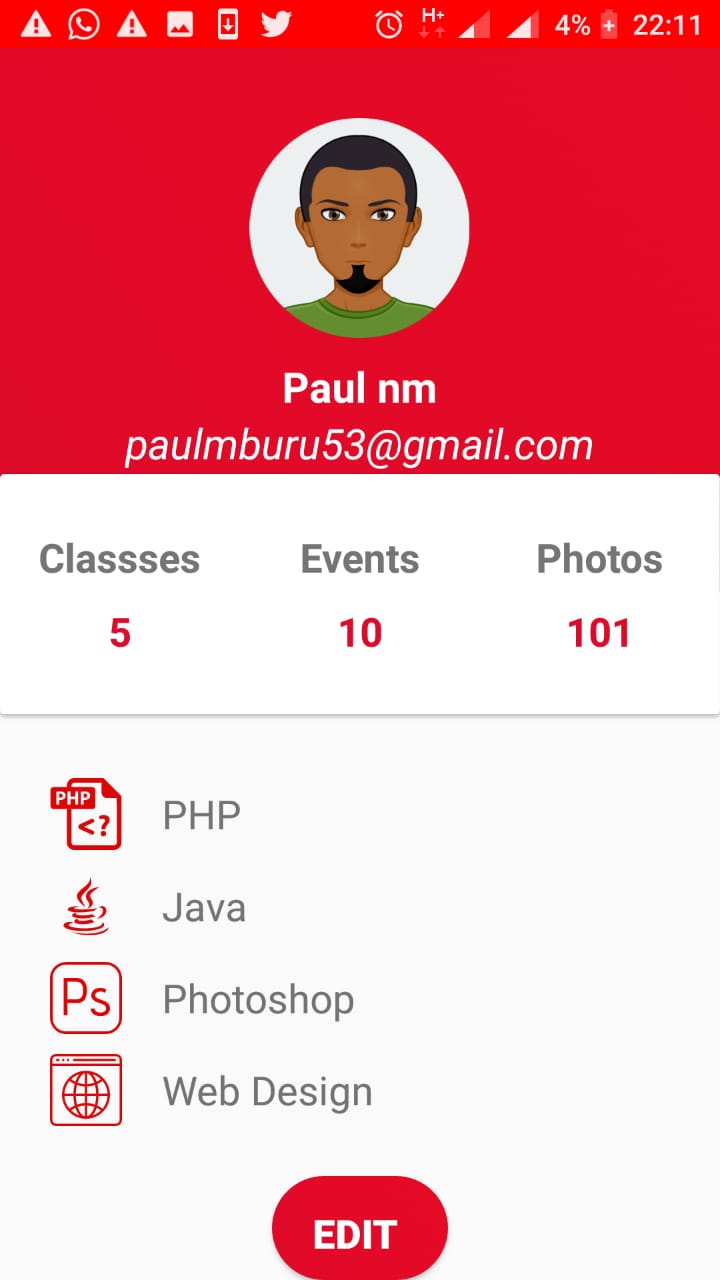 H+ 4% 22:11
Paul nm
paulmburu53@gmail.com
Classses Events Photos
5 10 101
PHP <? PHP
Java
Ps Photoshop
Web Design
EDIT